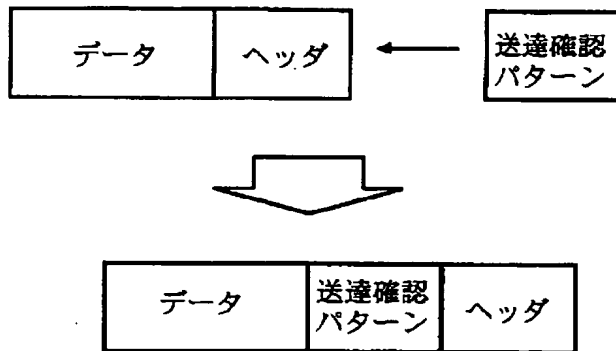 データ
ヘッダ
送達確認
パターン
データ
送達確認
パターン
ヘッダ